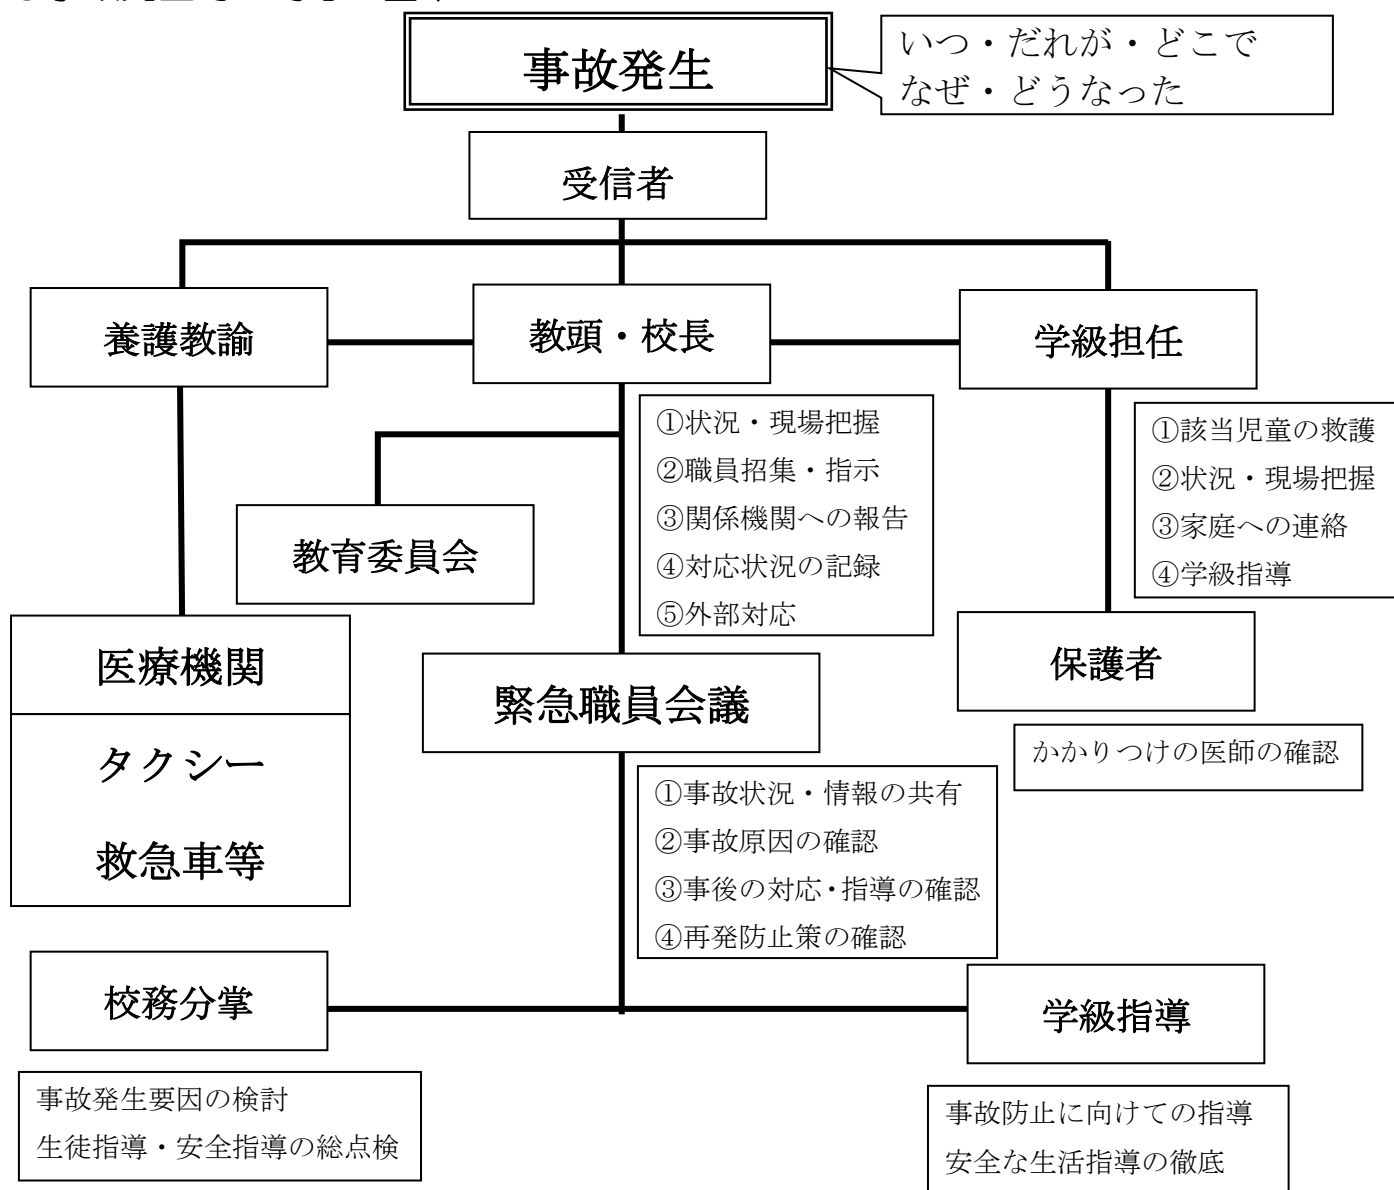 事故発生
いつ・だれが・どこで
なぜ・どうなった
受信者
養護教諭
教頭・校長
学級担任
①状況・現場把握
②職員招集・指示
③関係機関への報告
④対応状況の記録
⑤外部対応
①該当児童の救護
②状況・現場把握
③家庭への連絡
④学級指導
教育委員会
医療機関
タクシー
救急車等
緊急職員会議
保護者
かかりつけの医師の確認
①事故状況・情報の共有
②事故原因の確認
③事後の対応・指導の確認
④再発防止策の確認
校務分掌
学級指導
事故発生要因の検討
生徒指導・安全指導の総点検
事故防止に向けての指導
安全な生活指導の徹底